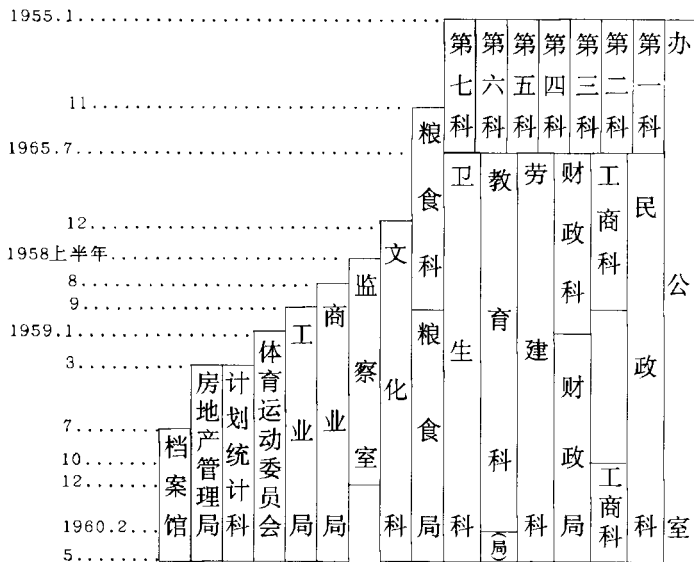 1955.1
11
1965.7
12
1958上半年
8
9
1959.1
3
7
10
12
1960.2
5
档案馆
房地产管理局
计划统计科
体育运动委员会
工业局
商业局
监察室
文化科
粮食科
粮食局
第七科
卫生科
第六科
教育科
(局)
第五科
劳建科
第四科
财政科
财政局
第三科
工商科
工商科
第二科
第一科
民政科
办公室